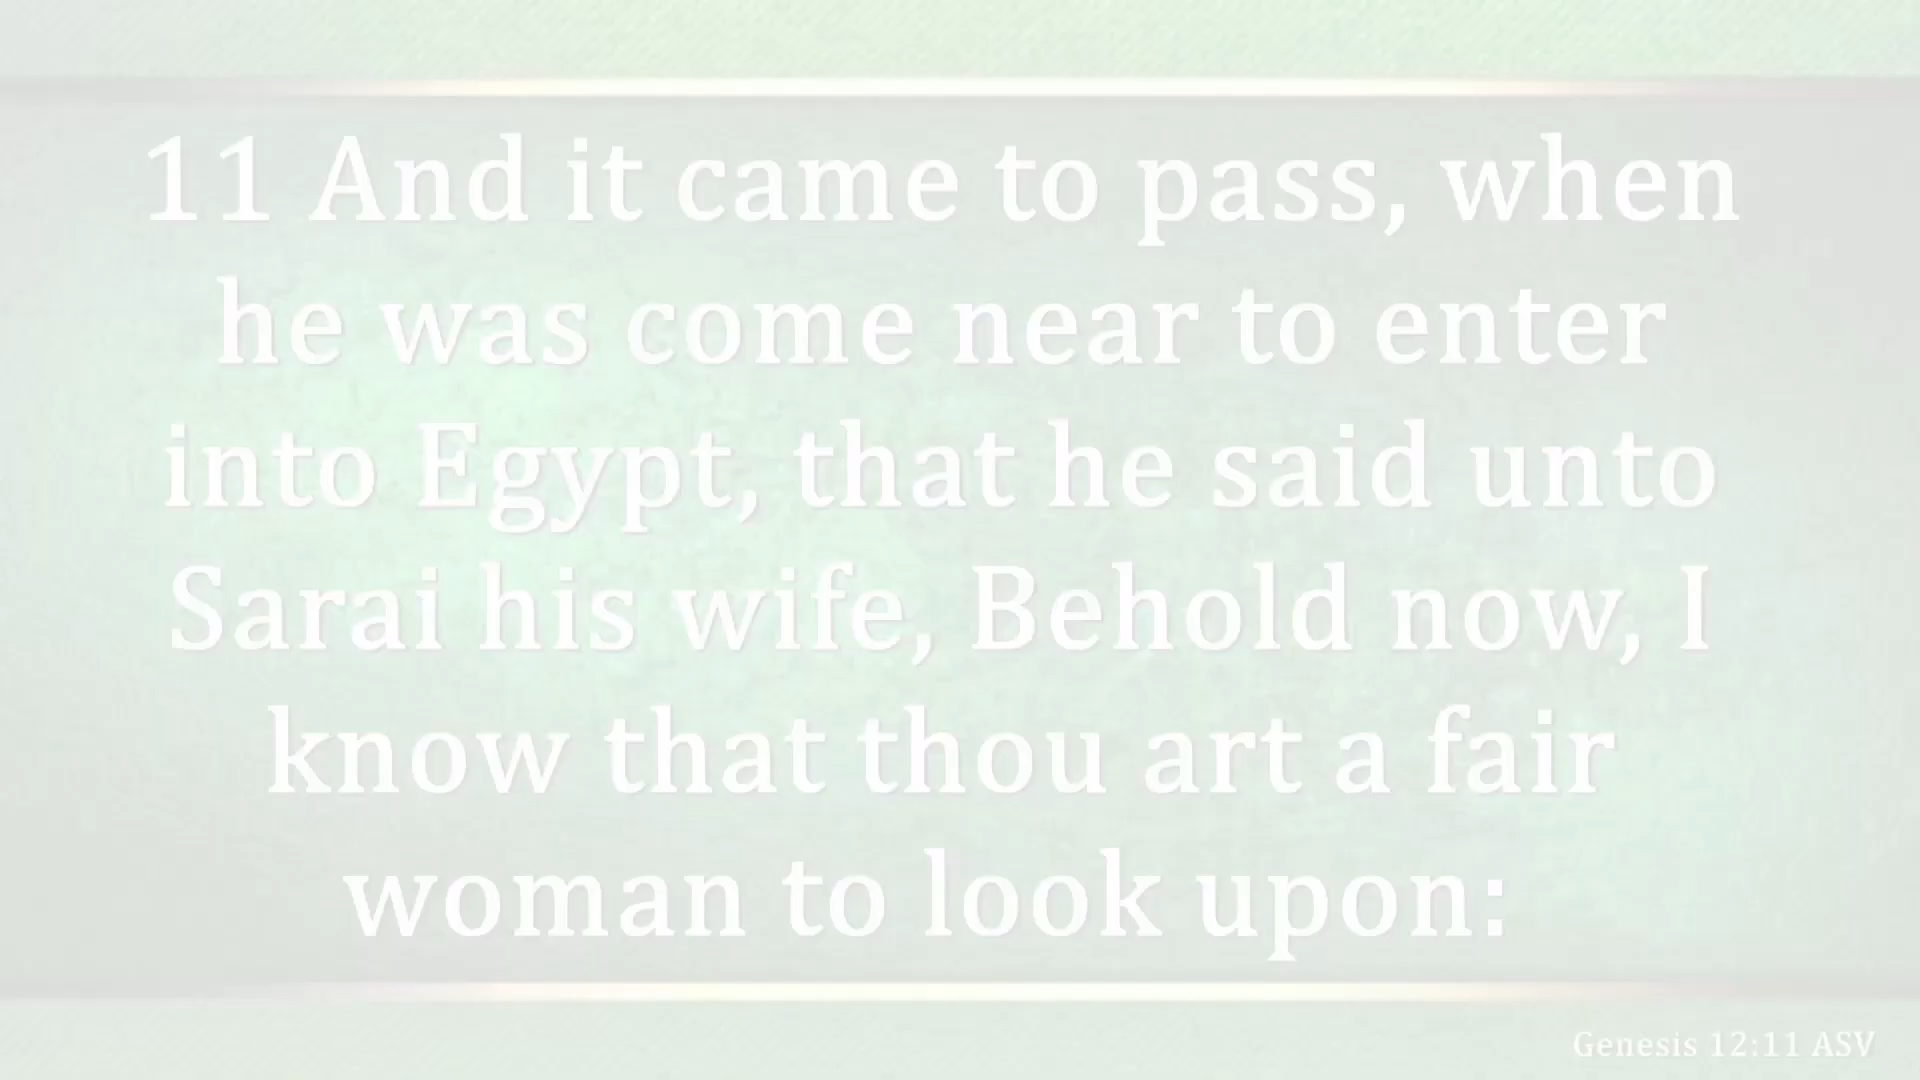 11 And it came to pass, when
he was come near to enter
into Egypt, that he said unto
Sarai his wife, Behold now, I
know that thou art a fair
woman to look upon:
Genesis 12:11 ASV